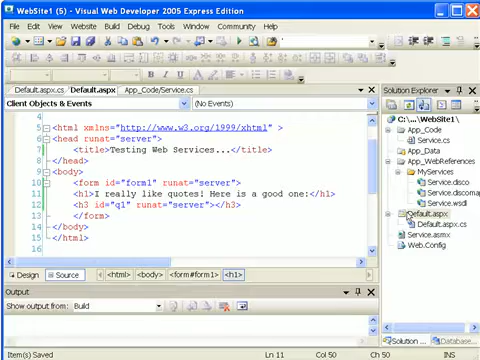 WebSite1 (5) - Visual Web Developer 2005 Express Edition
File Edit View Website Build Debug Tools Window Community Help
Default.aspx.cs Default.aspx App_Code/Service.cs
Client Objects & Events (No Events)
4
5 <html xmlns="http://www.w3.org/1999/xhtml" >
6 <head runat="server">
7 <title>Testing Web Services...</title>
8 </head>
9 <body>
10 <form id="form1" runat="server">
11 <h1>I really like quotes! Here is a good one:</h1>
12 <h3 id="q1" runat="server"></h3>
13 </form>
14 </body>
15 </html>
Design Source <html> <body> <form#form1> <h1>
Output
Show output from: Build
Item(s) Saved Ln 11 Col 50 Ch 50 INS
Solution Explorer
C:\...\WebSite1\
App_Code
Service.cs
App_Data
App_WebReferences
MyServices
Service.disco
Service.discomap
Service.wsdl
Default.aspx
Default.aspx.cs
Service.asmx
Web.Config
Solution ... Database...